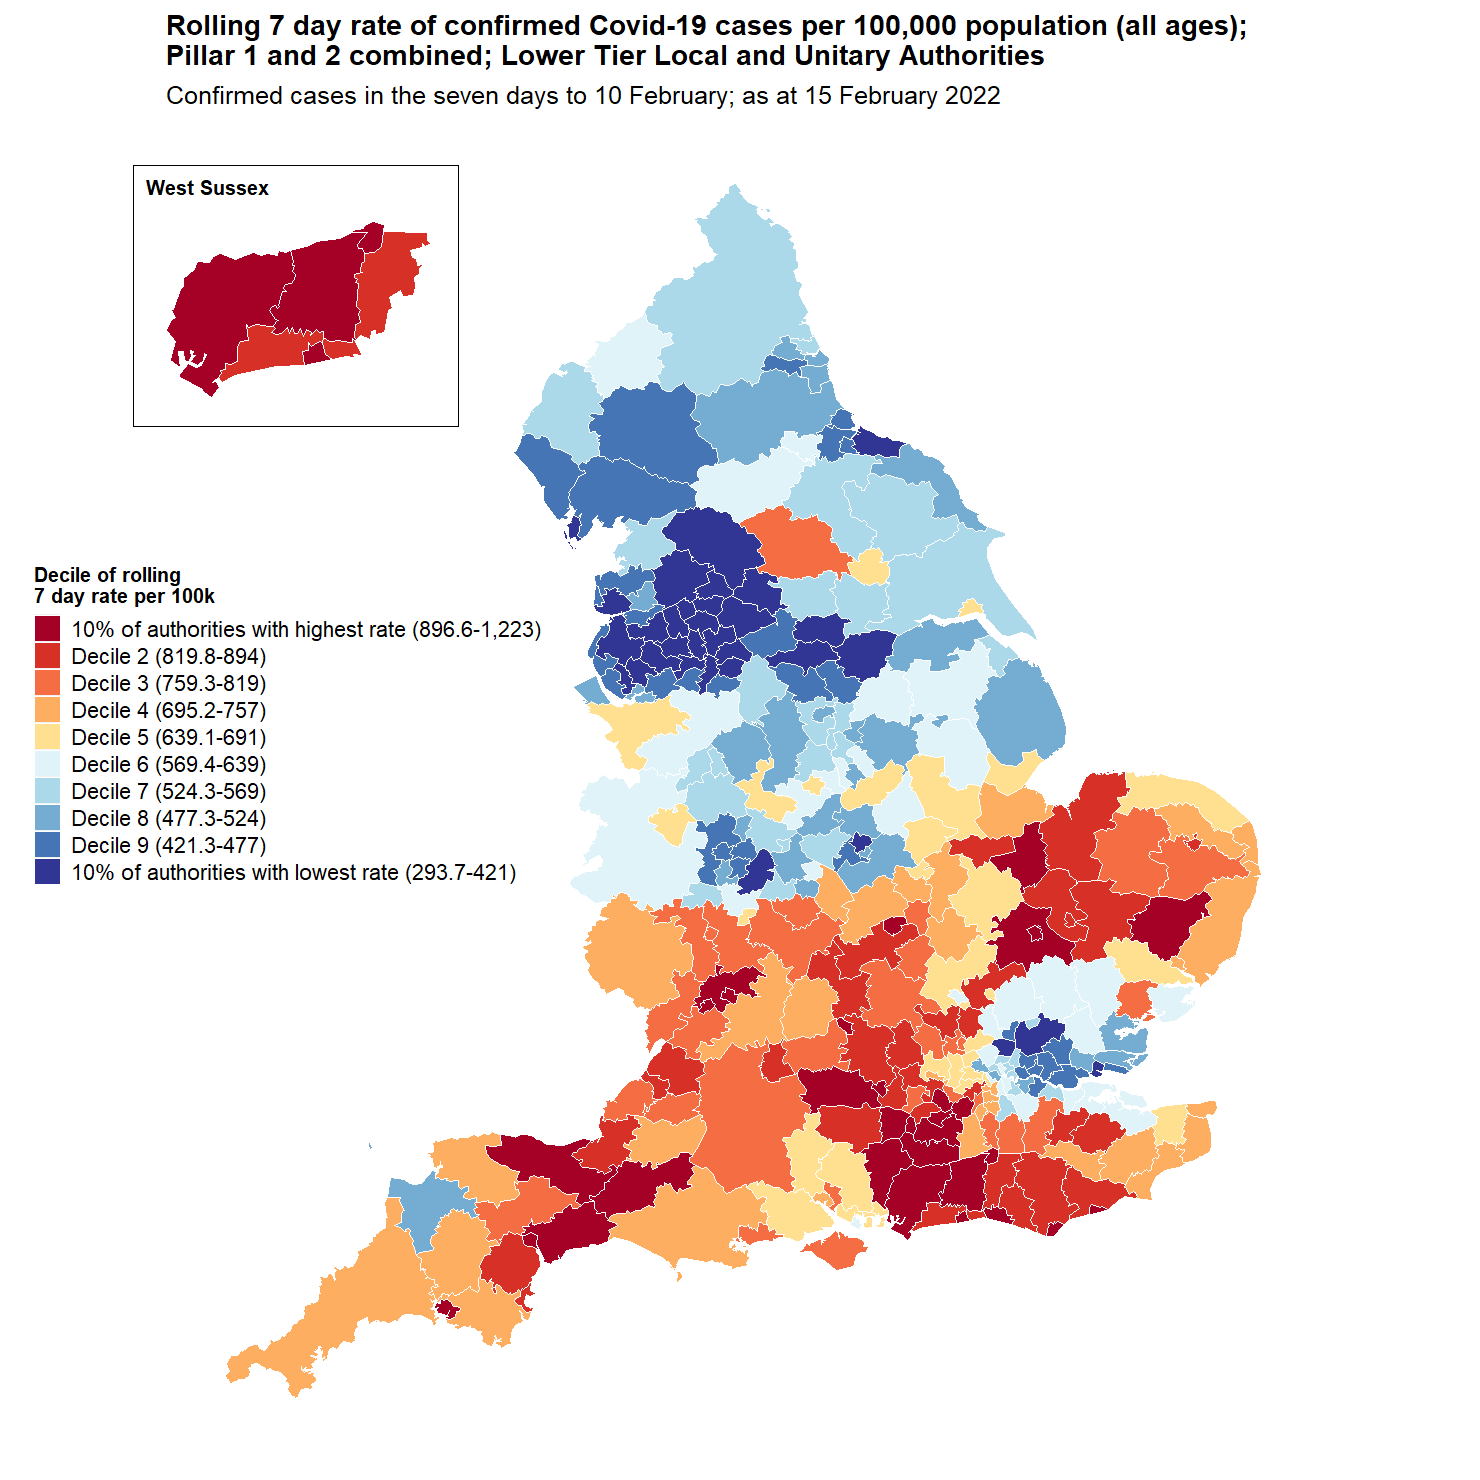 Rolling 7 day rate of confirmed Covid-19 cases per 100,000 population (all ages);
Pillar 1 and 2 combined; Lower Tier Local and Unitary Authorities
Confirmed cases in the seven days to 10 February; as at 15 February 2022
West Sussex
Decile of rolling
7 day rate per 100k
10% of authorities with highest rate (896.6-1,223)
Decile 2 (819.8-894)
Decile 3 (759.3-819)
Decile 4 (695.2-757)
Decile 5 (639.1-691)
Decile 6 (569.4-639)
Decile 7 (524.3-569)
Decile 8 (477.3-524)
Decile 9 (421.3-477)
10% of authorities with lowest rate (293.7-421)